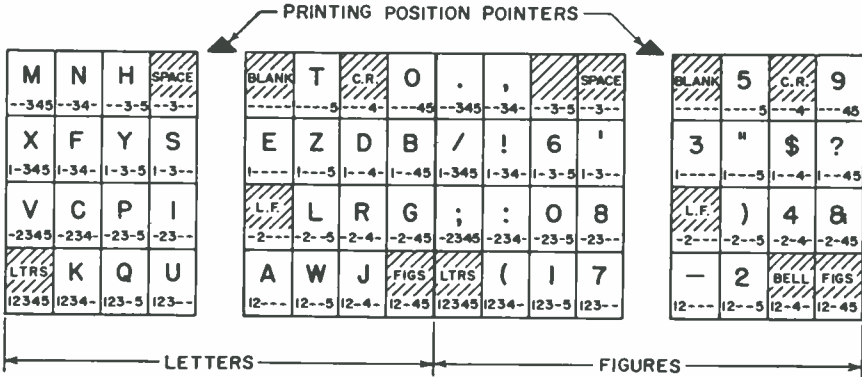 PRINTING POSITION POINTERS
M N H SPACE BLANK T C.R. O . , SPACE BLANK 5 C.R. 9
--345 --34- --3-5 --3-- ----- ----5 ---4- ---45 --345 --34- --3-5 --3-- ----- ----5 ---4- ---45
X F Y S E Z D B / ! 6 ' 3 " $ ?
1-345 1-34- 1-3-5 1-3-- 1---- 1---5 1--4- 1--45 1-345 1-34- 1-3-5 1-3-- 1---- 1---5 1--4- 1--45
V C P I L.F. L R G ; : 0 8 L.F. ) 4 &
-2345 -234- -23-5 -23-- -2--- -2--5 -2-4- -2-45 -2345 -234- -23-5 -23-- -2--- -2--5 -2-4- -2-45
LTRS K Q U A W J FIGS LTRS ( 1 7 — 2 BELL FIGS
12345 1234- 123-5 123-- 12--- 12--5 12-4- 12-45 12345 1234- 123-5 123-- 12--- 12--5 12-4- 12-45
LETTERS FIGURES